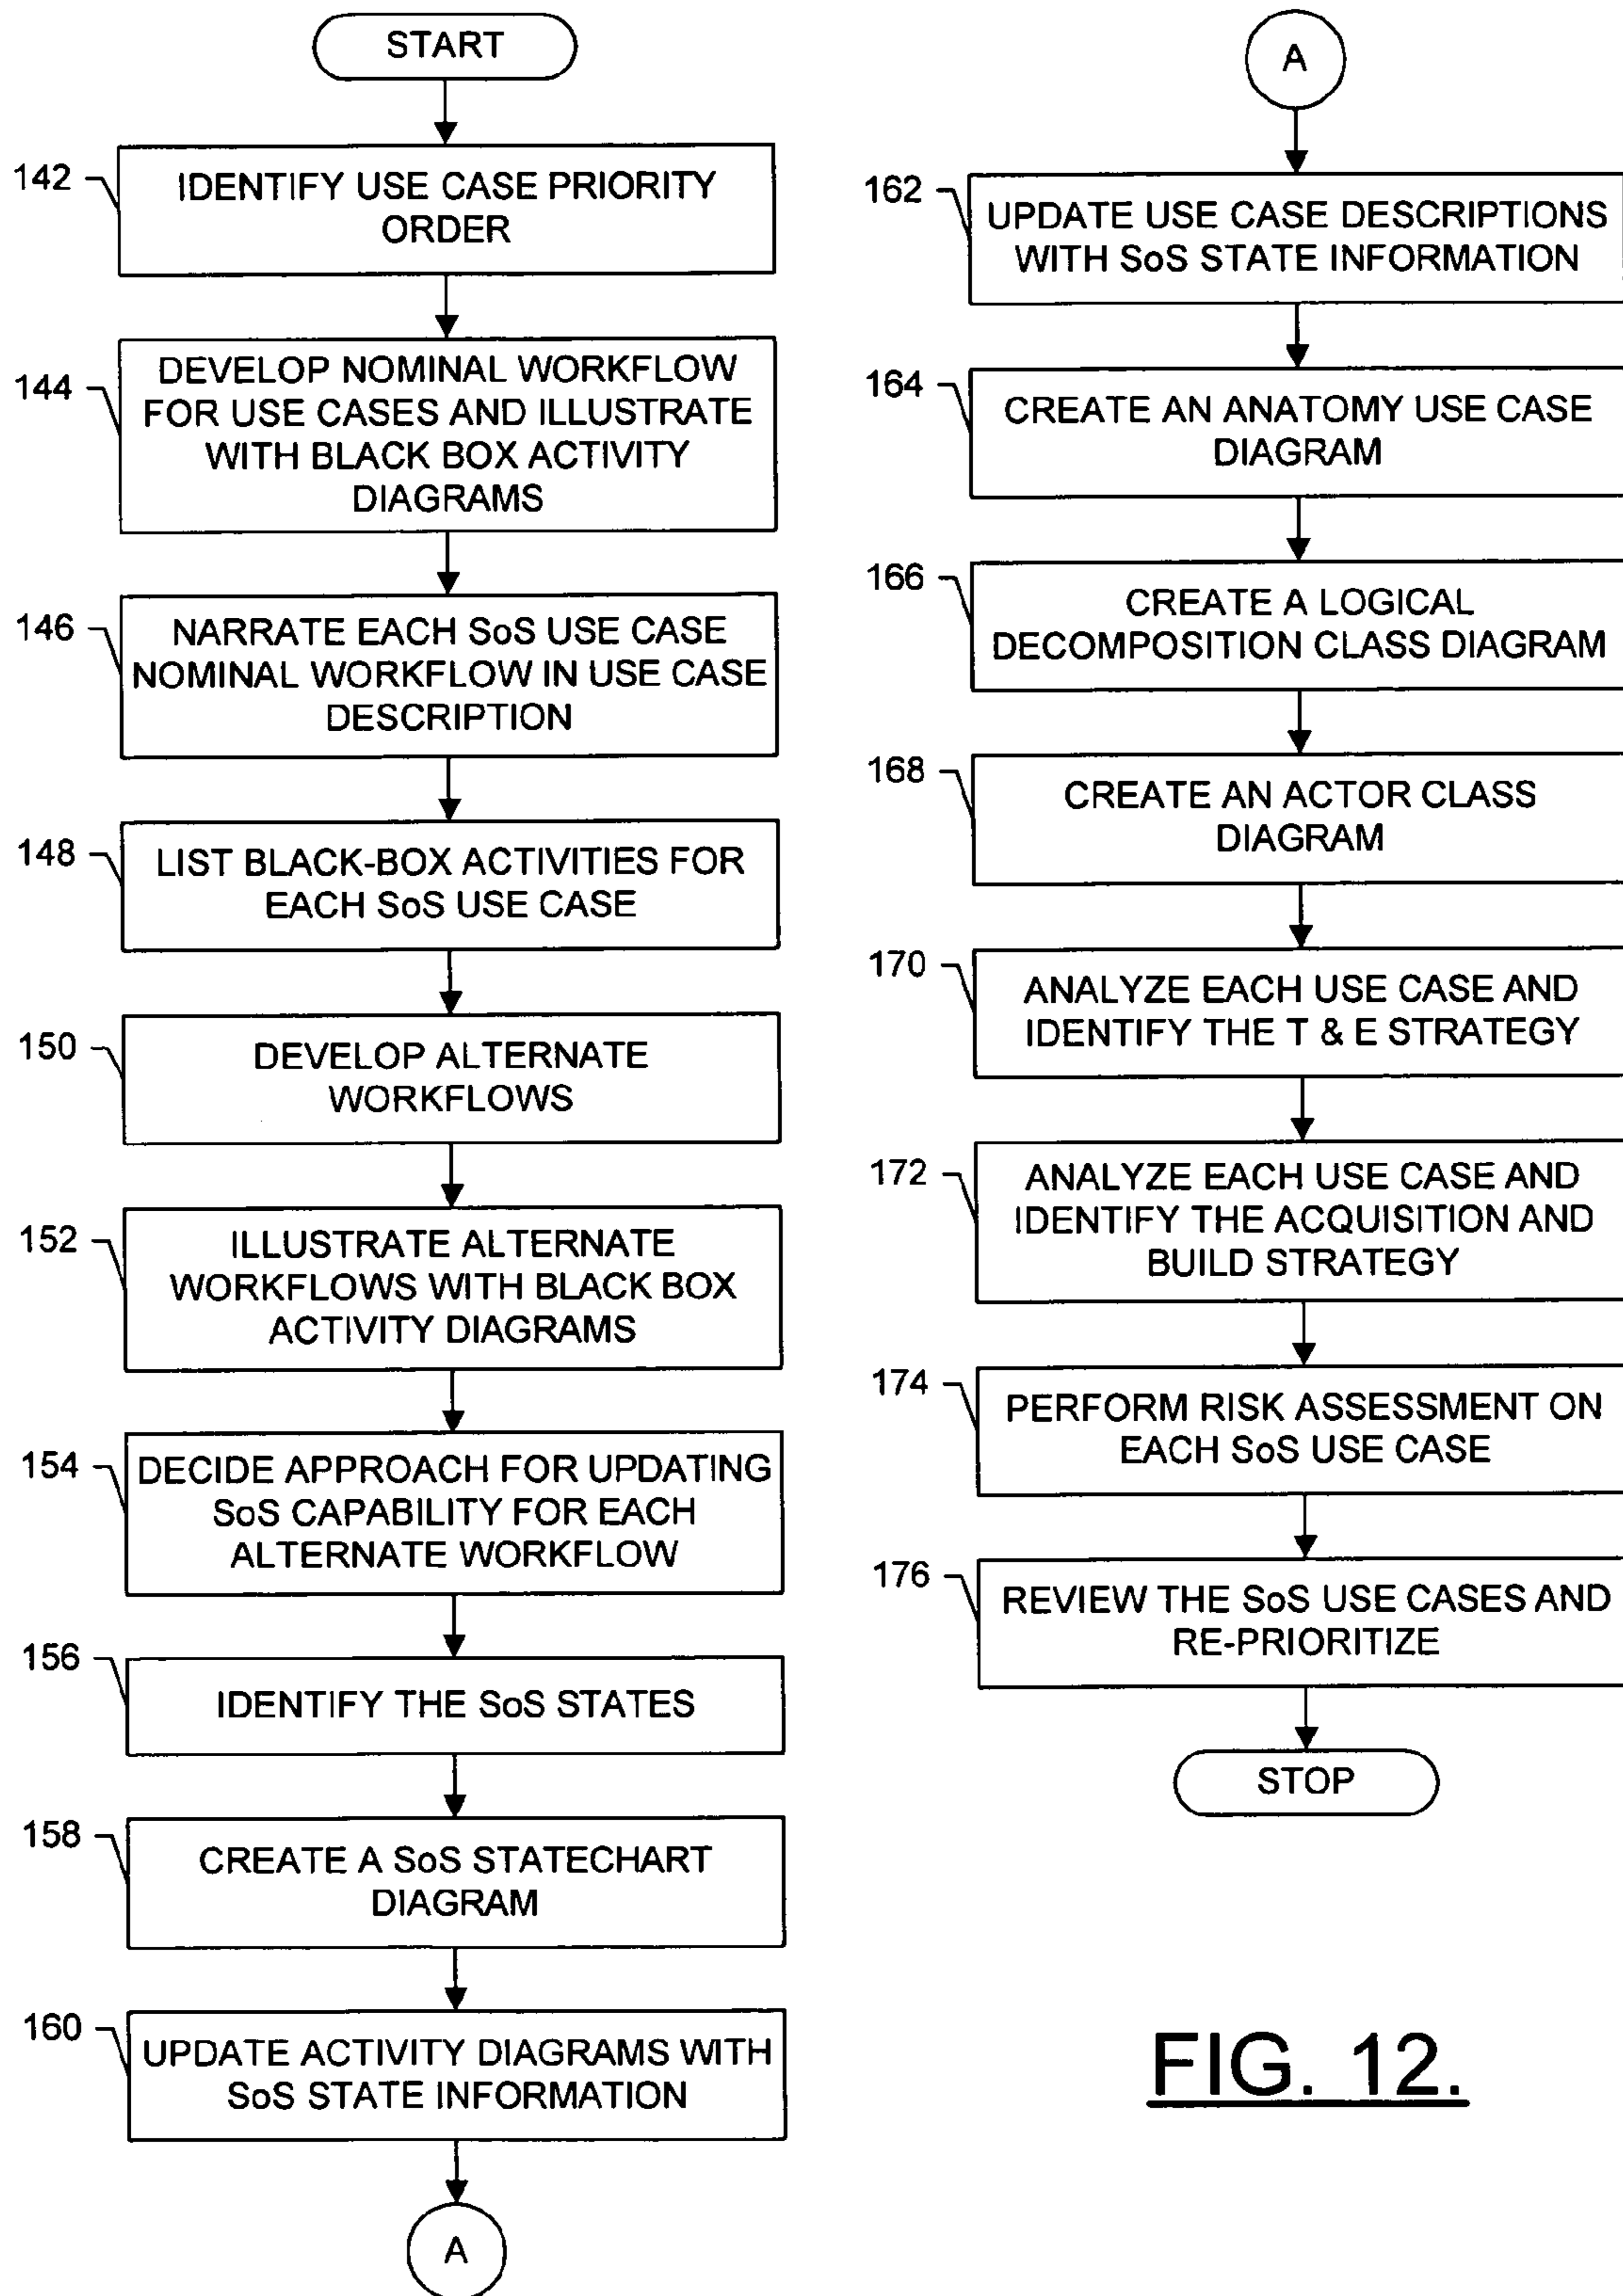 START
142
IDENTIFY USE CASE PRIORITY
ORDER
144
DEVELOP NOMINAL WORKFLOW
FOR USE CASES AND ILLUSTRATE
WITH BLACK BOX ACTIVITY
DIAGRAMS
146
NARRATE EACH SoS USE CASE
NOMINAL WORKFLOW IN USE CASE
DESCRIPTION
148
LIST BLACK-BOX ACTIVITIES FOR
EACH SoS USE CASE
150
DEVELOP ALTERNATE
WORKFLOWS
152
ILLUSTRATE ALTERNATE
WORKFLOWS WITH BLACK BOX
ACTIVITY DIAGRAMS
154
DECIDE APPROACH FOR UPDATING
SoS CAPABILITY FOR EACH
ALTERNATE WORKFLOW
156
IDENTIFY THE SoS STATES
158
CREATE A SoS STATECHART
DIAGRAM
160
UPDATE ACTIVITY DIAGRAMS WITH
SoS STATE INFORMATION
A
A
162
UPDATE USE CASE DESCRIPTIONS
WITH SoS STATE INFORMATION
164
CREATE AN ANATOMY USE CASE
DIAGRAM
166
CREATE A LOGICAL
DECOMPOSITION CLASS DIAGRAM
168
CREATE AN ACTOR CLASS
DIAGRAM
170
ANALYZE EACH USE CASE AND
IDENTIFY THE T & E STRATEGY
172
ANALYZE EACH USE CASE AND
IDENTIFY THE ACQUISITION AND
BUILD STRATEGY
174
PERFORM RISK ASSESSMENT ON
EACH SoS USE CASE
176
REVIEW THE SoS USE CASES AND
RE-PRIORITIZE
STOP
FIG. 12.